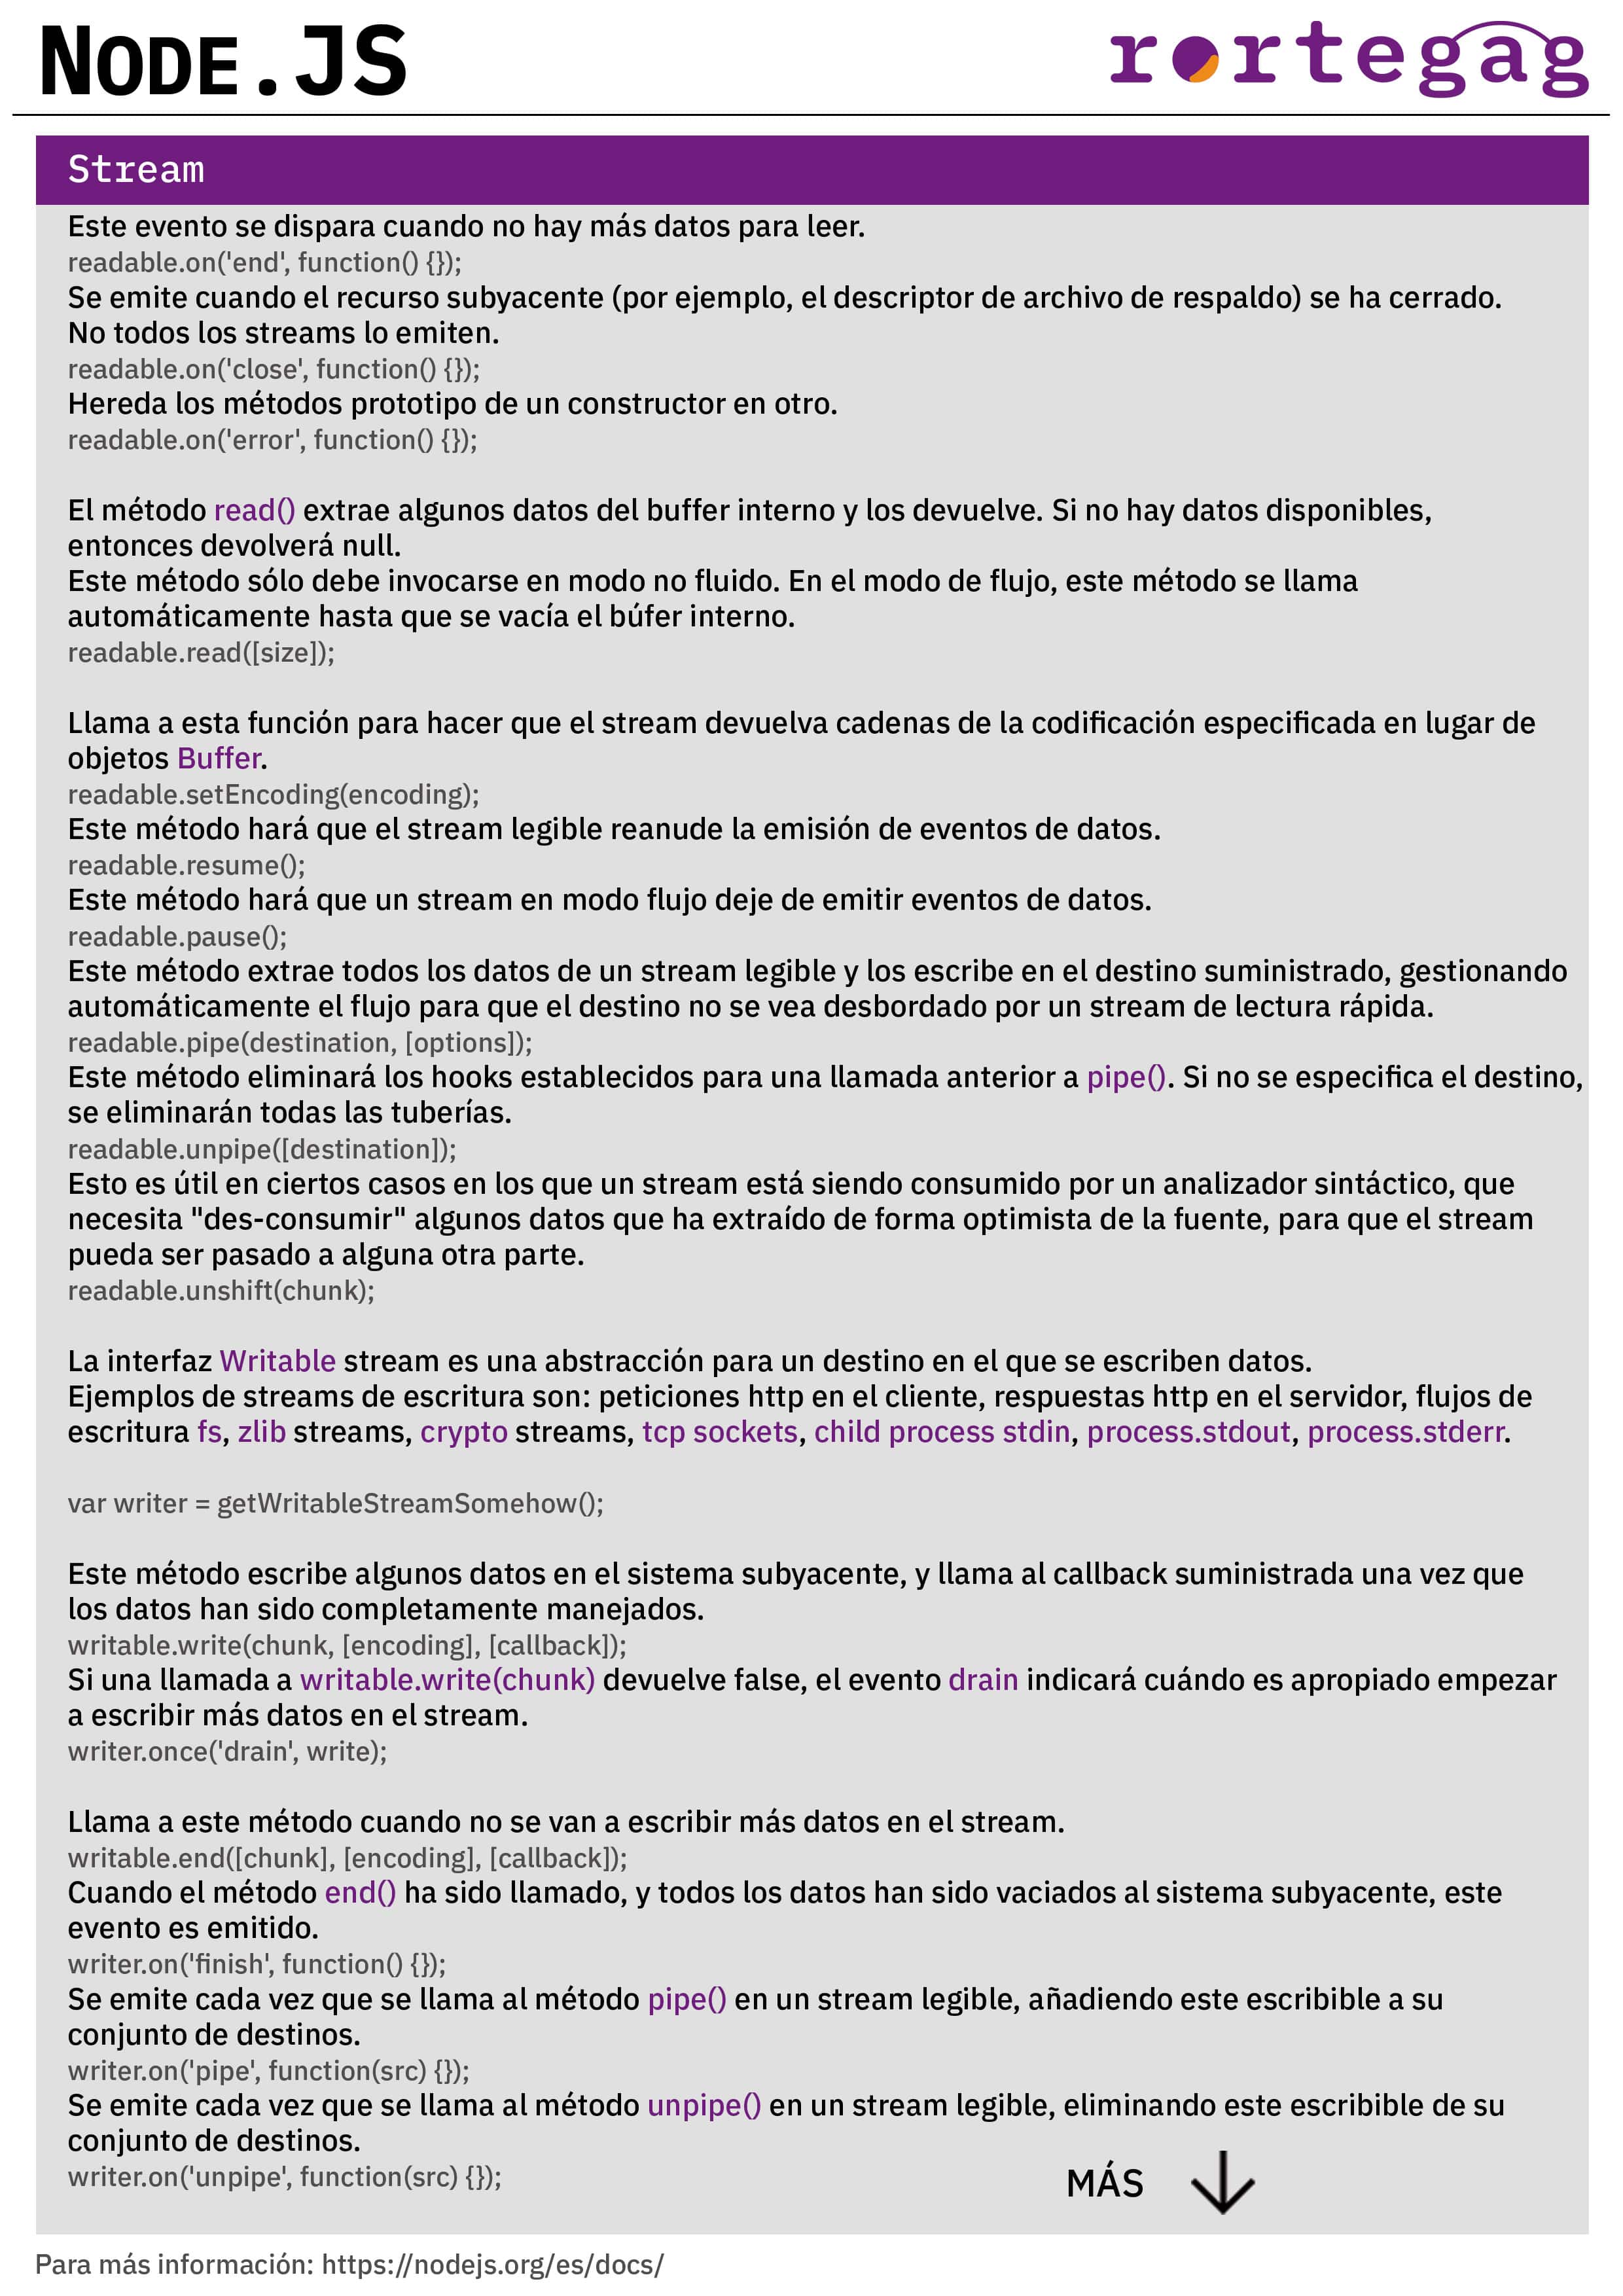 NODE.JS
rortegag
Stream
Este evento se dispara cuando no hay más datos para leer.
readable.on('end', function() {});
Se emite cuando el recurso subyacente (por ejemplo, el descriptor de archivo de respaldo) se ha cerrado.
No todos los streams lo emiten.
readable.on('close', function() {});
Hereda los métodos prototipo de un constructor en otro.
readable.on('error', function() {});
El método read() extrae algunos datos del buffer interno y los devuelve. Si no hay datos disponibles,
entonces devolverá null.
Este método sólo debe invocarse en modo no fluido. En el modo de flujo, este método se llama
automáticamente hasta que se vacía el búfer interno.
readable.read([size]);
Llama a esta función para hacer que el stream devuelva cadenas de la codificación especificada en lugar de
objetos Buffer.
readable.setEncoding(encoding);
Este método hará que el stream legible reanude la emisión de eventos de datos.
readable.resume();
Este método hará que un stream en modo flujo deje de emitir eventos de datos.
readable.pause();
Este método extrae todos los datos de un stream legible y los escribe en el destino suministrado, gestionando
automáticamente el flujo para que el destino no se vea desbordado por un stream de lectura rápida.
readable.pipe(destination, [options]);
Este método eliminará los hooks establecidos para una llamada anterior a pipe(). Si no se especifica el destino,
se eliminarán todas las tuberías.
readable.unpipe([destination]);
Esto es útil en ciertos casos en los que un stream está siendo consumido por un analizador sintáctico, que
necesita "des-consumir" algunos datos que ha extraído de forma optimista de la fuente, para que el stream
pueda ser pasado a alguna otra parte.
readable.unshift(chunk);
La interfaz Writable stream es una abstracción para un destino en el que se escriben datos.
Ejemplos de streams de escritura son: peticiones http en el cliente, respuestas http en el servidor, flujos de
escritura fs, zlib streams, crypto streams, tcp sockets, child process stdin, process.stdout, process.stderr.
var writer = getWritableStreamSomehow();
Este método escribe algunos datos en el sistema subyacente, y llama al callback suministrada una vez que
los datos han sido completamente manejados.
writable.write(chunk, [encoding], [callback]);
Si una llamada a writable.write(chunk) devuelve false, el evento drain indicará cuándo es apropiado empezar
a escribir más datos en el stream.
writer.once('drain', write);
Llama a este método cuando no se van a escribir más datos en el stream.
writable.end([chunk], [encoding], [callback]);
Cuando el método end() ha sido llamado, y todos los datos han sido vaciados al sistema subyacente, este
evento es emitido.
writer.on('finish', function() {});
Se emite cada vez que se llama al método pipe() en un stream legible, añadiendo este escribible a su
conjunto de destinos.
writer.on('pipe', function(src) {});
Se emite cada vez que se llama al método unpipe() en un stream legible, eliminando este escribible de su
conjunto de destinos.
writer.on('unpipe', function(src) {});
MÁS
Para más información: https://nodejs.org/es/docs/